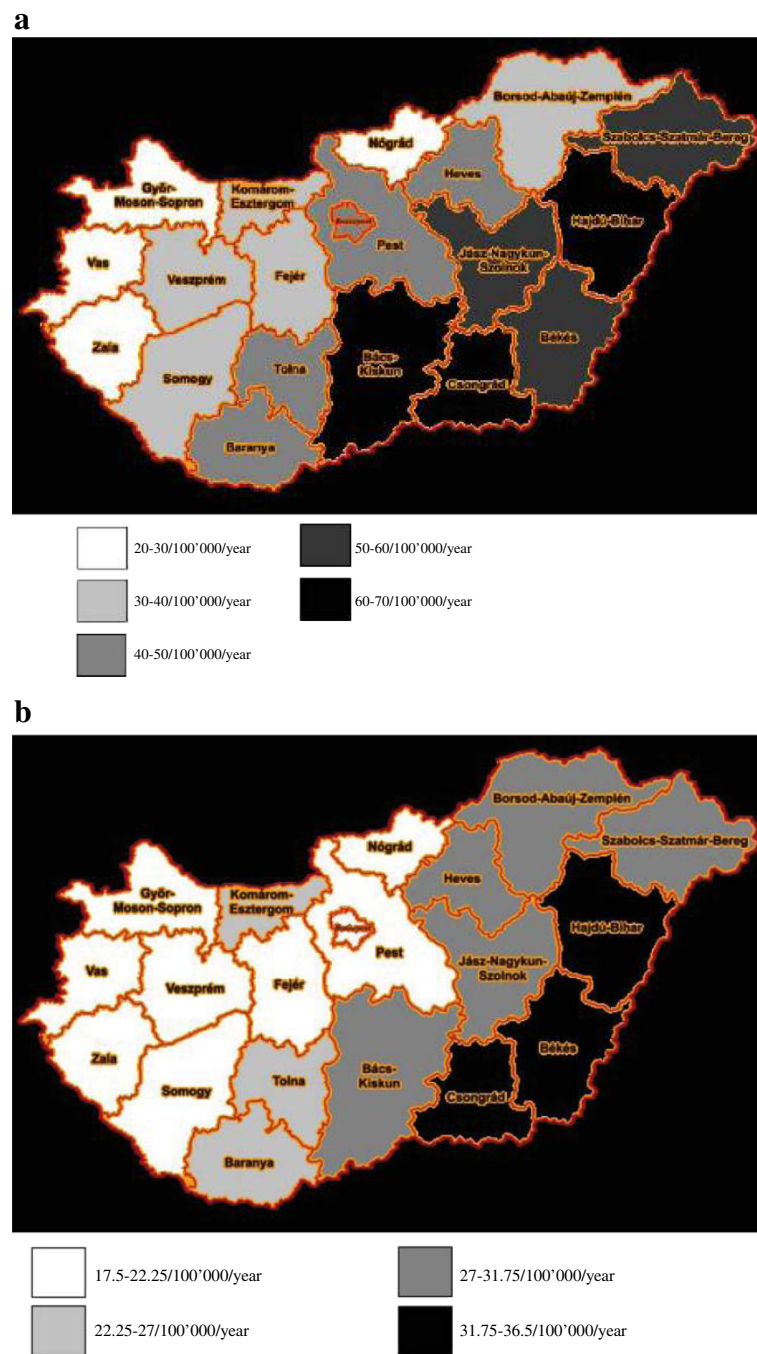 a
Borsod-Abaúj-Zemplén
Szabolcs-Szatmár-Bereg
Nógrád
Heves
Győr-
Moson-Sopron
Komárom-
Esztergom
Budapest
Hajdú-Bihar
Pest
Jász-Nagykun-
Szolnok
Vas
Veszprém
Fejér
Zala
Somogy
Tolna
Bács-
Kiskun
Békés
Csongrád
Baranya
20-30/100’000/year
50-60/100’000/year
30-40/100’000/year
60-70/100’000/year
40-50/100’000/year
b
Borsod-Abaúj-Zemplén
Szabolcs-Szatmár-Bereg
Nógrád
Heves
Győr-
Moson-Sopron
Komárom-
Esztergom
Budapest
Hajdú-Bihar
Pest
Jász-Nagykun-
Szolnok
Vas
Veszprém
Fejér
Zala
Somogy
Tolna
Bács-
Kiskun
Békés
Csongrád
Baranya
17.5-22.25/100’000/year
27-31.75/100’000/year
22.25-27/100’000/year
31.75-36.5/100’000/year